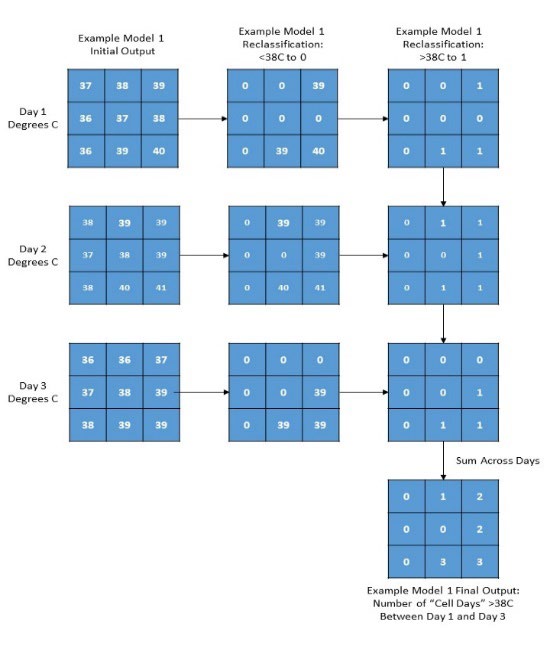 Example Model 1
Initial Output
Example Model 1
Reclassification:
<38C to 0
Example Model 1
Reclassification:
>38C to 1
Day 1
Degrees C
37 38 39
36 37 38
36 39 40
0 0 39
0 0 0
0 39 40
0 0 1
0 0 0
0 1 1
Day 2
Degrees C
38 39 39
37 38 39
38 40 41
0 39 39
0 0 39
0 40 41
0 1 1
0 0 1
0 1 1
Day 3
Degrees C
36 36 37
37 38 39
38 39 39
0 0 0
0 0 39
0 39 39
0 0 0
0 0 1
0 1 1
Sum Across Days
0 1 2
0 0 2
0 3 3
Example Model 1 Final Output:
Number of “Cell Days” >38C
Between Day 1 and Day 3